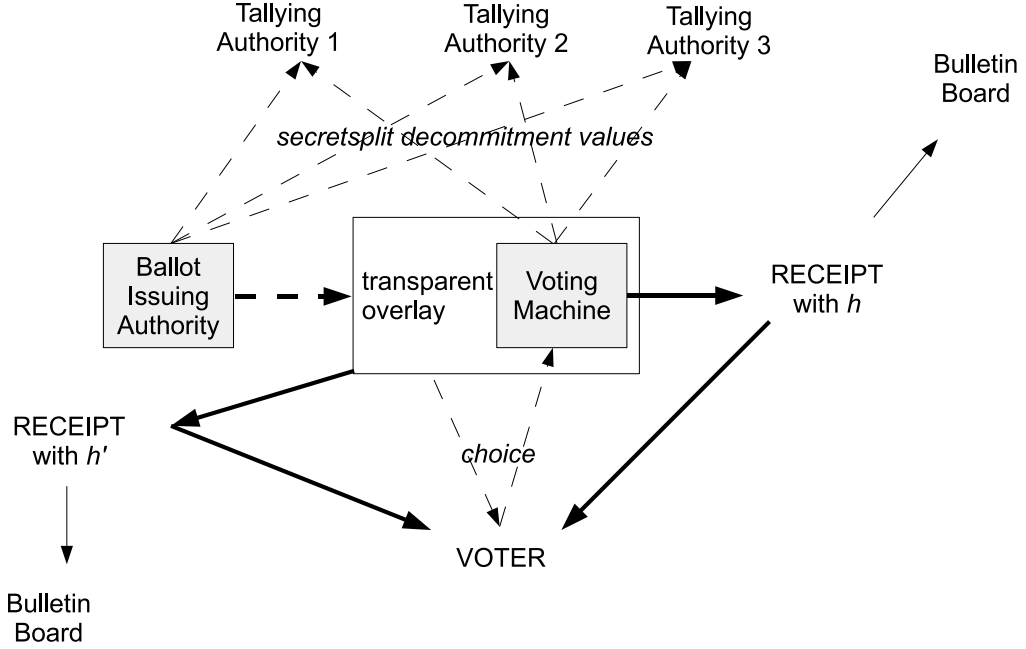 Tallying
Authority 1
Tallying
Authority 2
Tallying
Authority 3
Bulletin
Board
secretsplit decommitment values
Ballot
Issuing
Authority
transparent
overlay
Voting
Machine
RECEIPT
with h
RECEIPT
with h'
choice
VOTER
Bulletin
Board